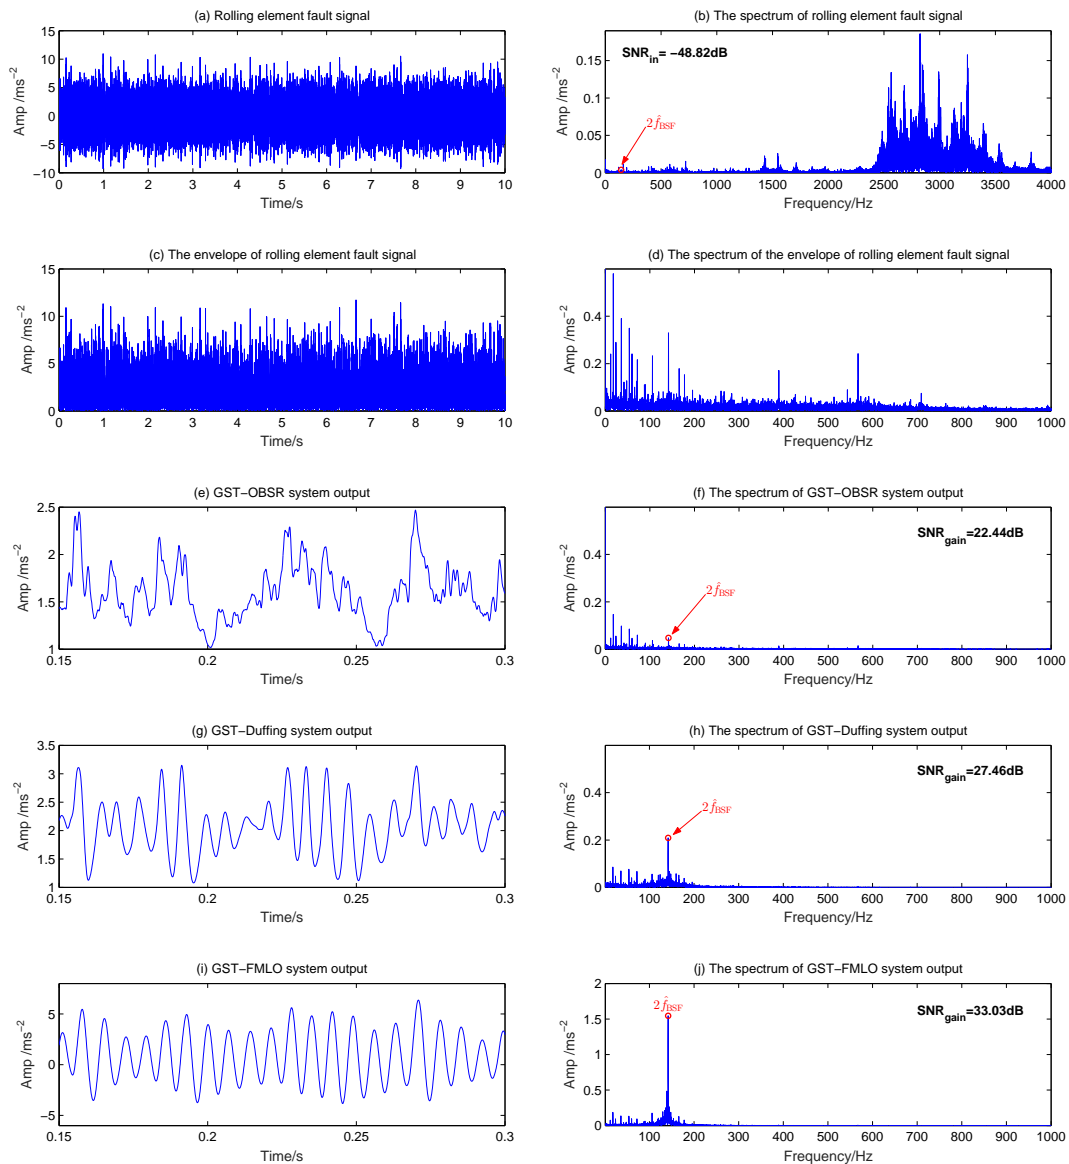 (a) Rolling element fault signal
Amp /ms−2
15
10
5
0
−5
−10
0 1 2 3 4 5 6 7 8 9 10
Time/s
(b) The spectrum of rolling element fault signal
SNRin= −48.82dB
2f̂BSF
Amp /ms−2
0.15
0.1
0.05
0
0 500 1000 1500 2000 2500 3000 3500 4000
Frequency/Hz
(c) The envelope of rolling element fault signal
Amp /ms−2
15
10
5
0
0 1 2 3 4 5 6 7 8 9 10
Time/s
(d) The spectrum of the envelope of rolling element fault signal
Amp /ms−2
0.4
0.2
0
0 100 200 300 400 500 600 700 800 900 1000
Frequency/Hz
(e) GST−OBSR system output
Amp /ms−2
2.5
2
1.5
1
0.15 0.2 0.25 0.3
Time/s
(f) The spectrum of GST−OBSR system output
SNRgain=22.44dB
2f̂BSF
Amp /ms−2
0.4
0.2
0
0 100 200 300 400 500 600 700 800 900 1000
Frequency/Hz
(g) GST−Duffing system output
Amp /ms−2
3.5
3
2.5
2
1.5
1
0.15 0.2 0.25 0.3
Time/s
(h) The spectrum of GST−Duffing system output
SNRgain=27.46dB
2f̂BSF
Amp /ms−2
0.4
0.2
0
100 200 300 400 500 600 700 800 900 1000
Frequency/Hz
(i) GST−FMLO system output
Amp /ms−2
5
0
−5
0.15 0.2 0.25 0.3
Time/s
(j) The spectrum of GST−FMLO system output
2f̂BSF
SNRgain=33.03dB
Amp /ms−2
2
1.5
1
0.5
0
100 200 300 400 500 600 700 800 900 1000
Frequency/Hz